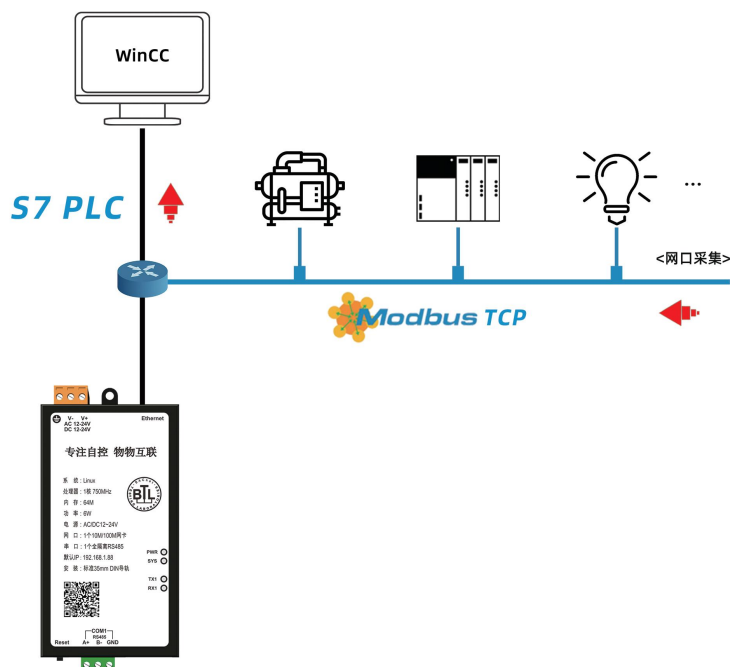 WinCC
S7 PLC
...
<网口采集>
Modbus TCP
V- V+
AC 12-24V
DC 12-24V
Ethernet
专注自控 物物互联
系 统 : Linux
处理器 : 1核 750MHz
内 存 : 64M
功 率 : 6W
电 源 : AC/DC12~24V
网 口 : 1个10M/100M网卡
串 口 : 1个全隔离RS485
默认IP : 192.168.1.88
安 装 : 标准35mm DIN导轨
BTL
PWR
SYS
TX1
RX1
COM1
RS485
Reset A+ B- GND